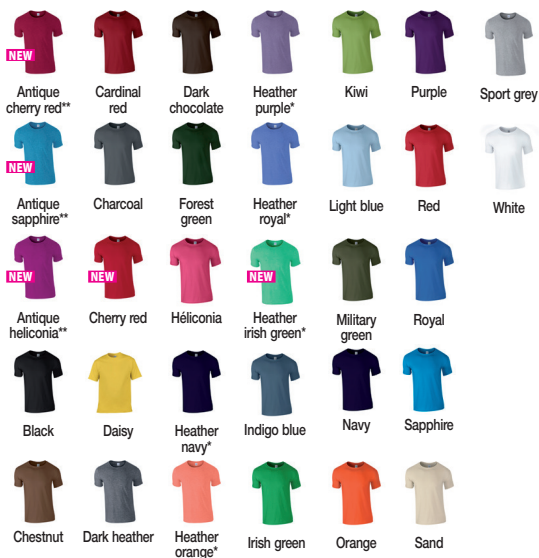 NEW
Antique
cherry red**
Cardinal
red
Dark
chocolate
Heather
purple*
Kiwi
Purple
Sport grey
NEW
Antique
sapphire**
Charcoal
Forest
green
Heather
royal*
Light blue
Red
White
NEW
Antique
heliconia**
NEW
Cherry red
Héliconia
NEW
Heather
irish green*
Military
green
Royal
Black
Daisy
Heather
navy*
Indigo blue
Navy
Sapphire
Chestnut
Dark heather
Heather
orange*
Irish green
Orange
Sand